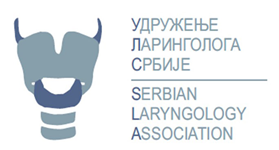 УДРУЖЕЊЕ
ЛАРИНГОЛОГА
СРБИЈЕ
SERBIAN
LARYNGOLOGY
ASSOCIATION